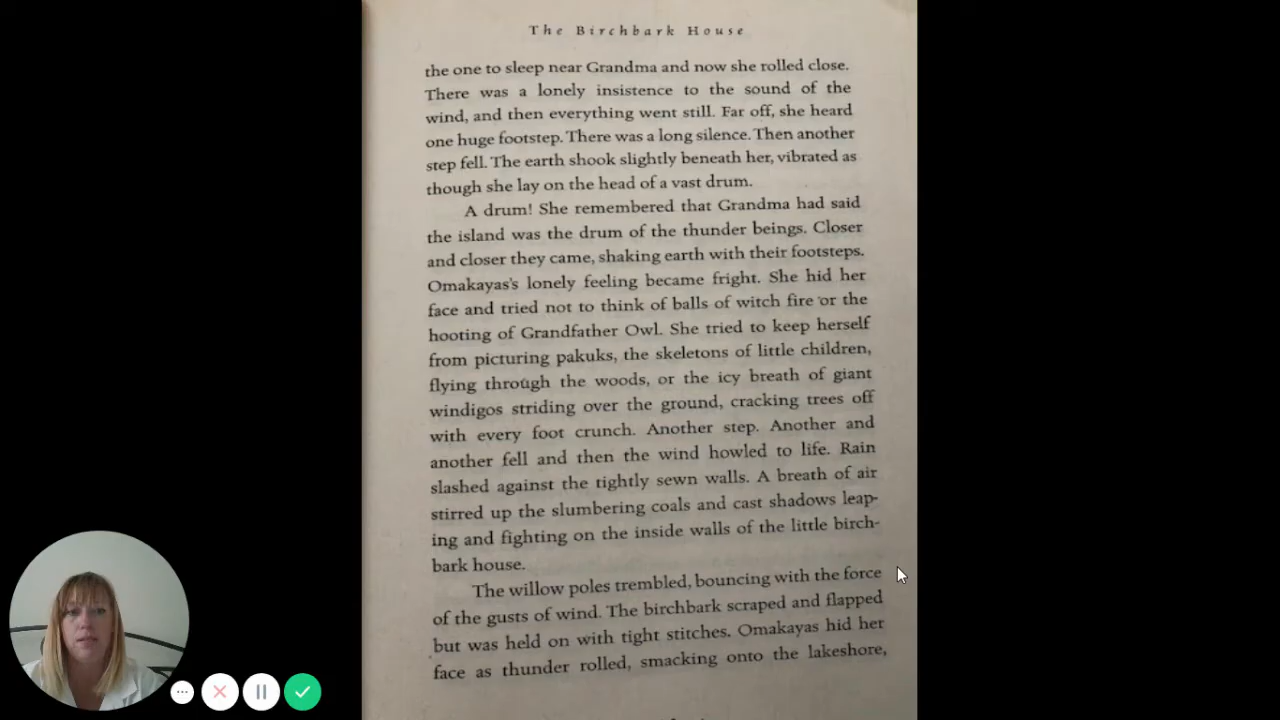 The Birchbark House
the one to sleep near Grandma and now she rolled close.
There was a lonely insistence to the sound of the
wind, and then everything went still. Far off, she heard
one huge footstep. There was a long silence. Then another
step fell. The earth shook slightly beneath her, vibrated as
though she lay on the head of a vast drum.
A drum! She remembered that Grandma had said
the island was the drum of the thunder beings. Closer
and closer they came, shaking earth with their footsteps.
Omakayas's lonely feeling became fright. She hid her
face and tried not to think of balls of witch fire or the
hooting of Grandfather Owl. She tried to keep herself
from picturing pakuks, the skeletons of little children,
flying through the woods, or the icy breath of giant
windigos striding over the ground, cracking trees off
with every foot crunch. Another step. Another and
another fell and then the wind howled to life. Rain
slashed against the tightly sewn walls. A breath of air
stirred up the slumbering coals and cast shadows leap-
ing and fighting on the inside walls of the little birch-
bark house.
The willow poles trembled, bouncing with the force
of the gusts of wind. The birchbark scraped and flapped
but was held on with tight stitches. Omakayas hid her
face as thunder rolled, smacking onto the lakeshore,